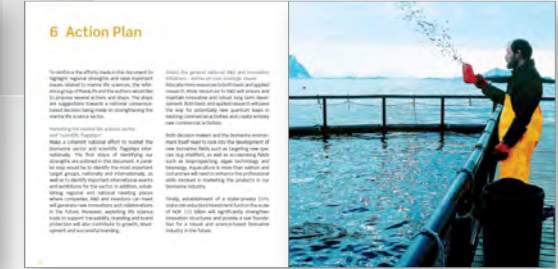 6 Action Plan
To reinforce the efforts made in this document to
highlight regional strengths and raise important
issues related to marine life sciences, the refer-
ence group of MareLife and the authors would like
to propose several actions and steps. The steps
are suggestions towards a national consensus-
based decision being made on strengthening the
marine life science sector.
Marketing the marine life science sector
and "scientific flagships"
Make a coherent national effort to market the
biomarine sector and scientific flagships inter-
nationally. The first steps of identifying our
strengths are outlined in this document. A paral-
lel step would be to identify the most important
target groups, nationally and internationally, as
well as to identify important international events
and exhibitions for the sector. In addition, estab-
lishing regional and national meeting places
where companies, R&D and investors can meet
will generate new innovations and collaborations
in the future. Moreover, exploiting life science
tools to support traceability, branding and brand
protection will also contribute to growth, devel-
opment and successful branding.
the general national R&D and innovation
initiatives
Allocate more resources to both basic and applied
research. More resources to R&D will ensure and
maintain innovative and robust long term devel-
opment. Both basic and applied research will pave
the way for potentially new quantum leaps in
existing commercial activities and create entirely
new commercial activities.
Both decision makers and the biomarine environ-
ment itself need to look into the development of
new biomarine fields such as targeting new spe-
cies (e.g. shellfish), as well as accelerating fields
such as bioprospecting, algae technology and
bioenergy. Aquaculture is more than salmon and
cod and we will need to enhance the professional
skills involved in marketing the products in our
biomarine industry.
Finally, establishment of a state/private
state risk reduction) investment fund on the scale
of NOK billion will significantly strengthen
innovation structures and provide a real founda-
tion for a robust and science-based biomarine
industry in the future.